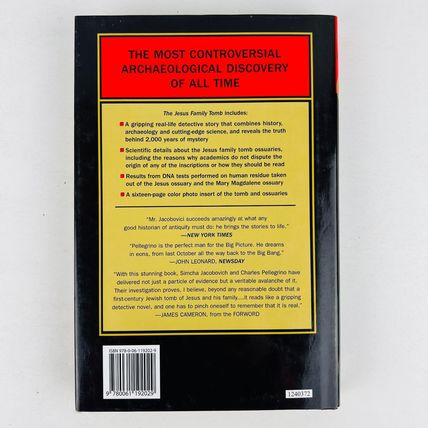 THE MOST CONTROVERSIAL
ARCHAEOLOGICAL DISCOVERY
OF ALL TIME
The Jesus Family Tomb includes:
■ A gripping real-life detective story that combines history,
archaeology and cutting-edge science, and reveals the truth
behind 2,000 years of mystery
■ Scientific details about the Jesus family tomb ossuaries,
including the reasons why academics do not dispute the
origin of any of the inscriptions or how they should be read
■ Results from DNA tests performed on human residue taken
out of the Jesus ossuary and the Mary Magdalene ossuary
■ A sixteen-page color photo insert of the tomb and ossuaries
"Mr. Jacobovici succeeds amazingly at what any
good historian of antiquity must do: he brings the stories to life."
—NEW YORK TIMES
"Pellegrino is the perfect man for the Big Picture. He dreams
in eons, from last October all the way back to the Big Bang."
—JOHN LEONARD, NEWSDAY
"With this stunning book, Simcha Jacobovich and Charles Pellegrino have
delivered not just a particle of evidence but a veritable avalanche of it.
Their investigation proves, I believe, beyond any reasonable doubt that a
first-century Jewish tomb of Jesus and his family....it reads like a gripping
detective novel, and one has to pinch oneself to remember that it is real."
—JAMES CAMERON, from the FORWORD
ISBN 978-0-06-119202-9
9 780061 192029
1240372